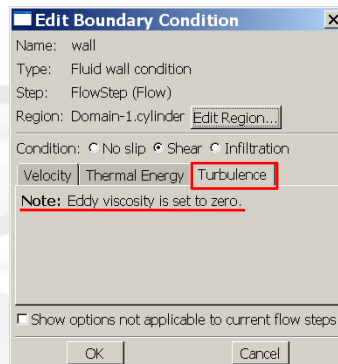 Edit Boundary Condition
Name: wall
Type: Fluid wall condition
Step: FlowStep (Flow)
Region: Domain-1.cylinder Edit Region...
Condition: No slip Shear Infiltration
Velocity Thermal Energy Turbulence
Note: Eddy viscosity is set to zero.
Show options not applicable to current flow steps
OK Cancel